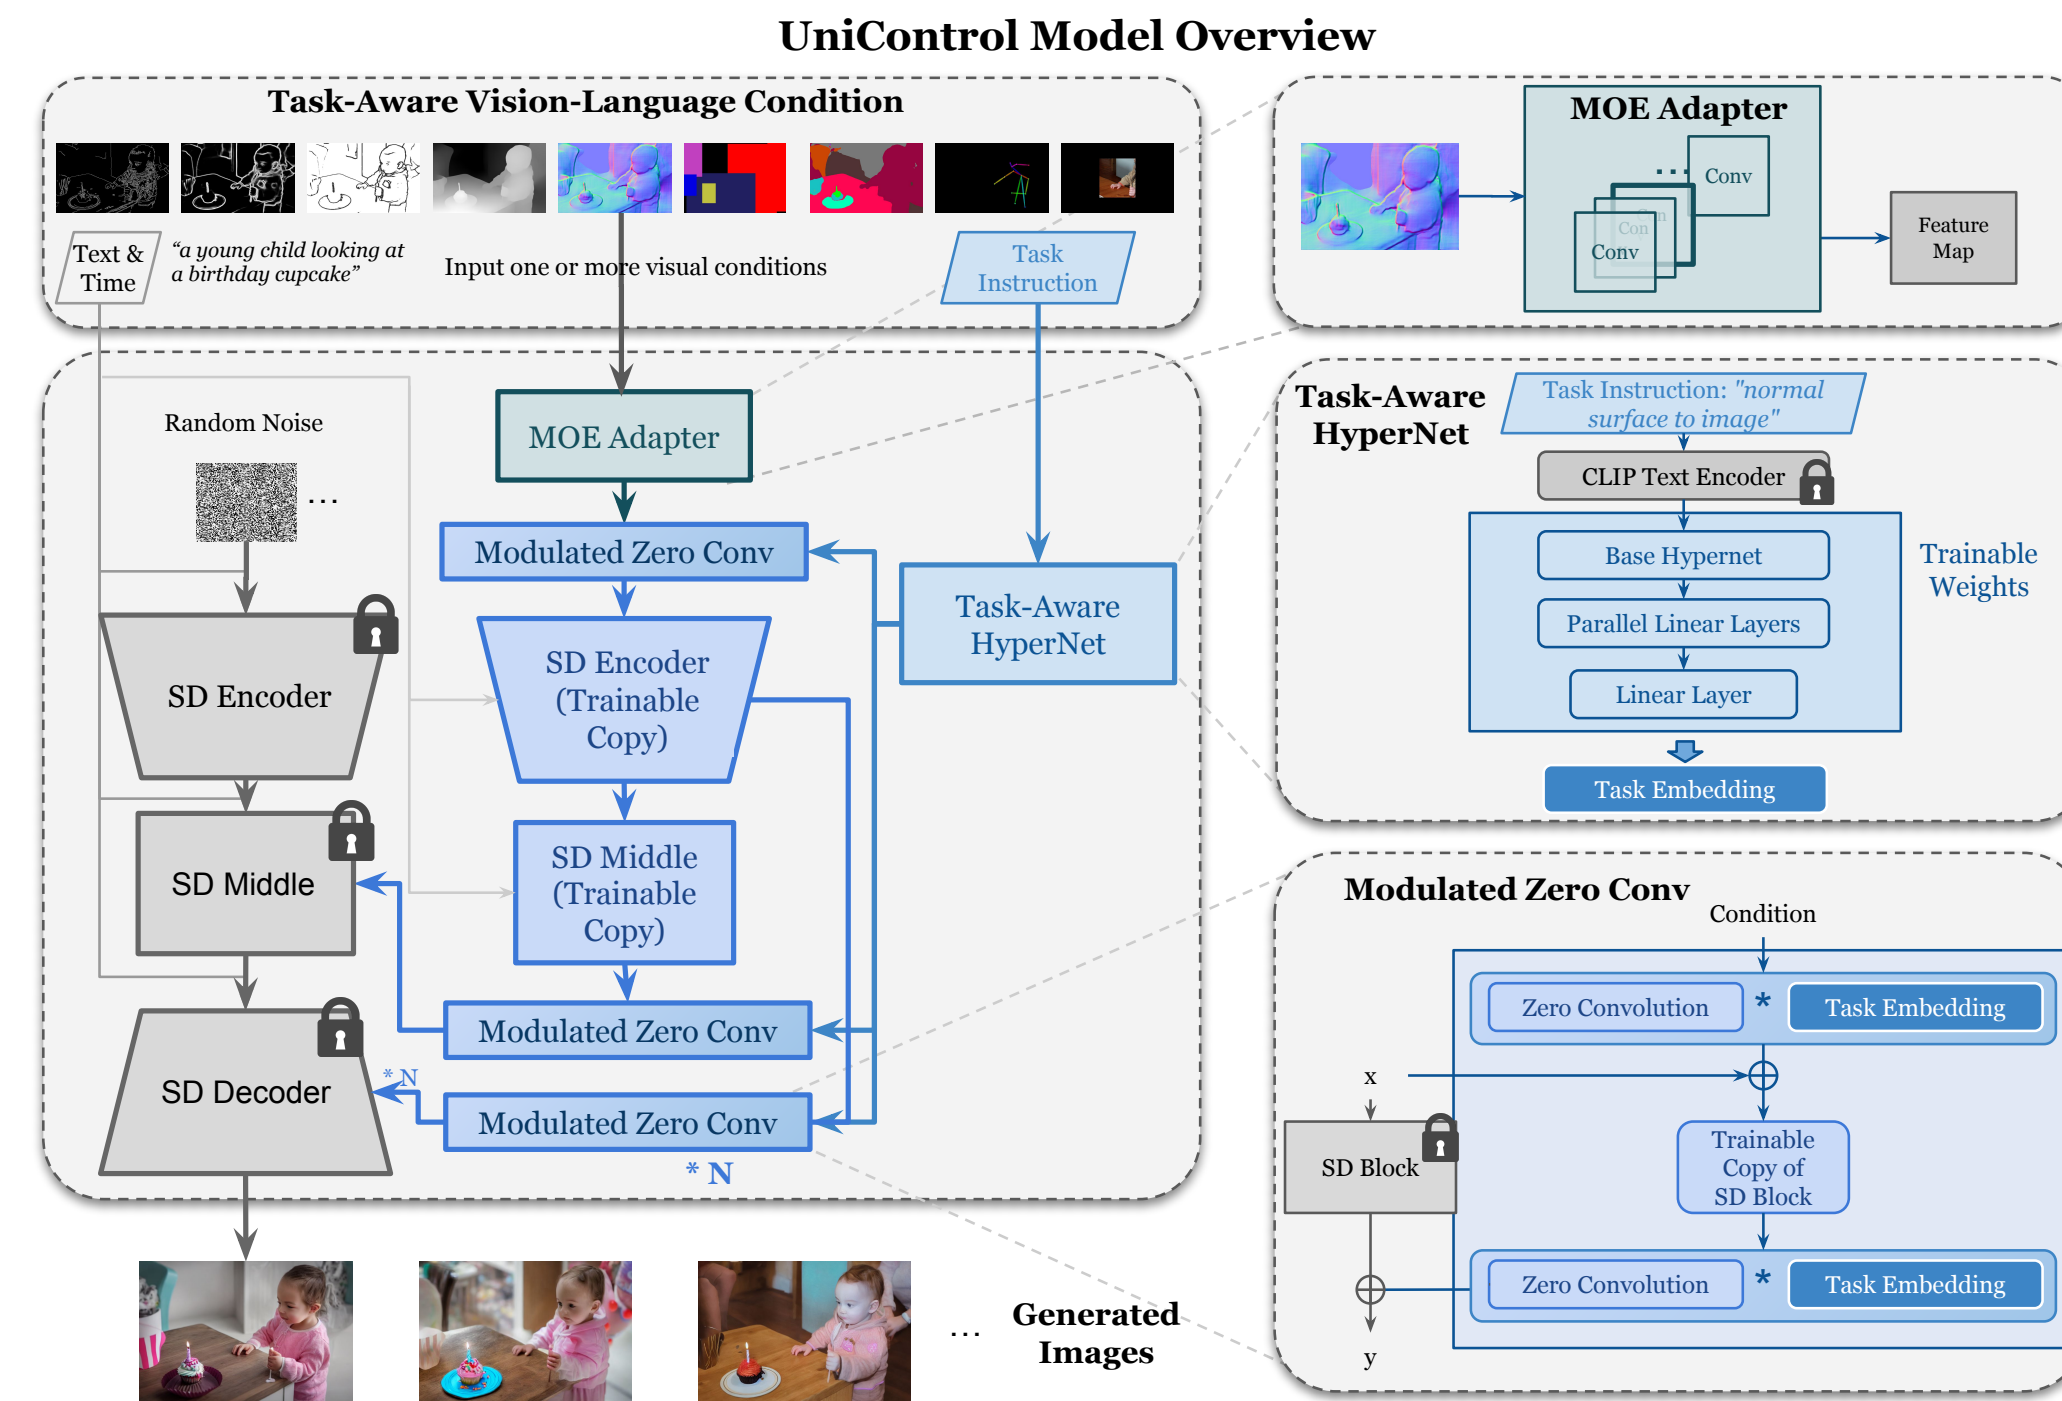 UniControl Model Overview
Task-Aware Vision-Language Condition
Text &
Time
“a young child looking at
a birthday cupcake”
Input one or more visual conditions
Task
Instruction
Random Noise
...
MOE Adapter
Modulated Zero Conv
SD Encoder
SD Encoder
(Trainable
Copy)
Task-Aware
HyperNet
SD Middle
SD Middle
(Trainable
Copy)
Modulated Zero Conv
SD Decoder
* N
Modulated Zero Conv
* N
...
Generated
Images
MOE Adapter
...
Conv
Con
Con
Conv
Feature
Map
Task-Aware
HyperNet
Task Instruction: "normal
surface to image"
CLIP Text Encoder
Base Hypernet
Parallel Linear Layers
Linear Layer
Trainable
Weights
Task Embedding
Modulated Zero Conv
Condition
Zero Convolution * Task Embedding
x
SD Block
Trainable
Copy of
SD Block
Zero Convolution * Task Embedding
y